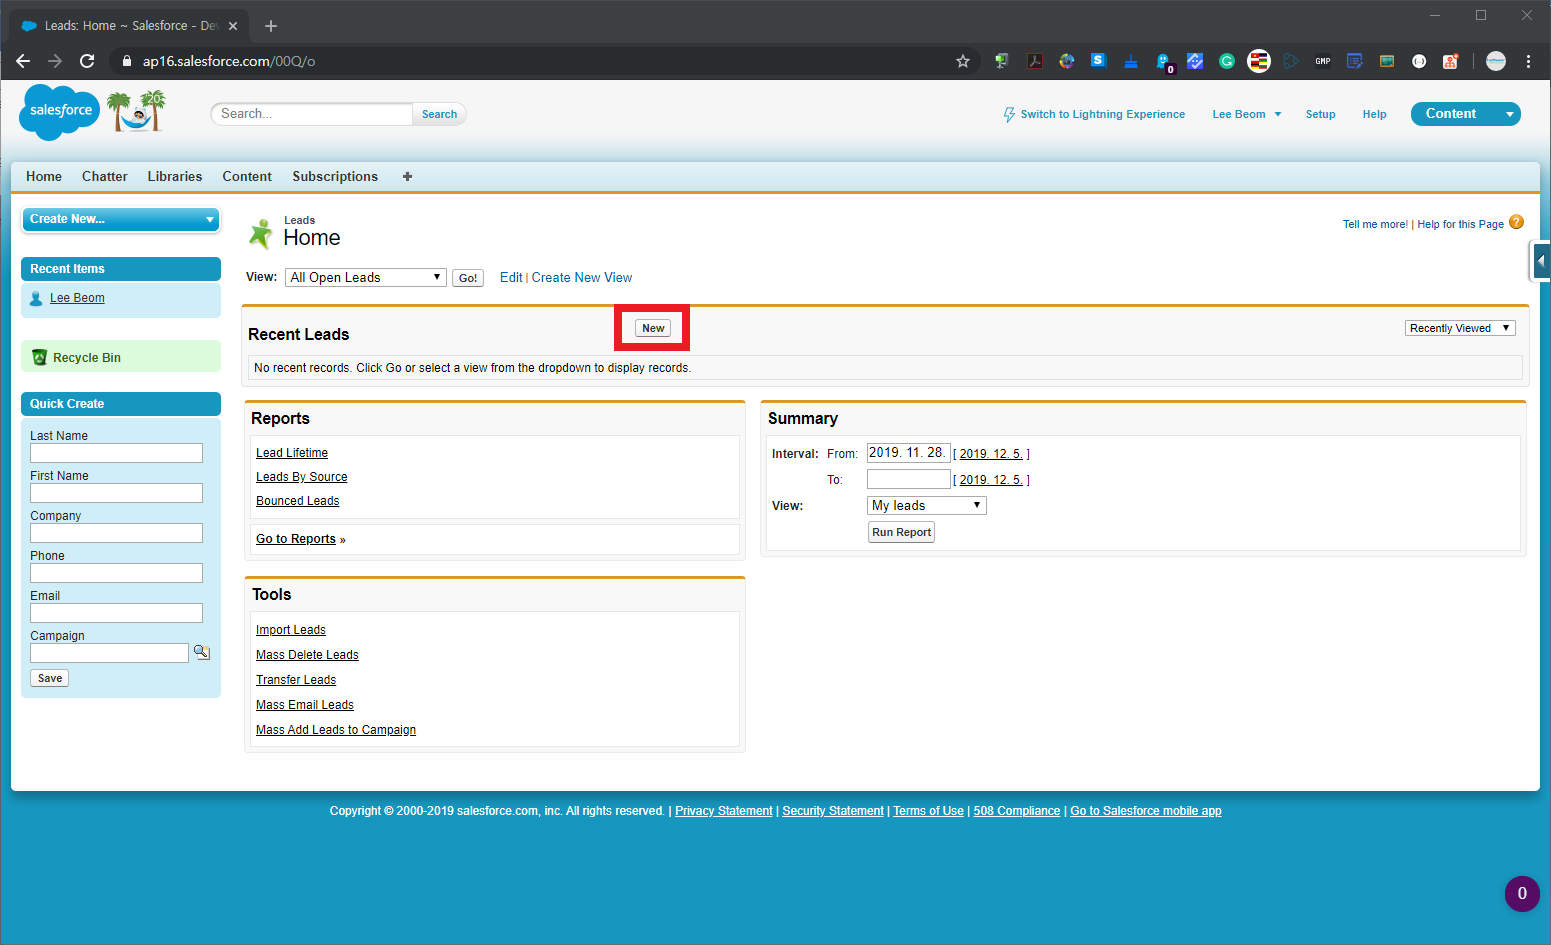 Leads: Home ~ Salesforce - De
ap16.salesforce.com/00Q/o
0
GMP
salesforce
20
Search...
Search
Switch to Lightning Experience
Lee Beom
Setup
Help
Content
Home
Chatter
Libraries
Content
Subscriptions
+
Create New...
Leads
Home
Tell me more! | Help for this Page
?
Recent Items
Lee Beom
View:
All Open Leads
Go!
Edit | Create New View
Recycle Bin
Recent Leads
New
Recently Viewed
No recent records. Click Go or select a view from the dropdown to display records.
Quick Create
Last Name
First Name
Company
Phone
Email
Campaign
Save
Reports
Lead Lifetime
Leads By Source
Bounced Leads
Go to Reports »
Summary
Interval: From: 2019. 11. 28. [ 2019. 12. 5. ]
To: [ 2019. 12. 5. ]
View: My leads
Run Report
Tools
Import Leads
Mass Delete Leads
Transfer Leads
Mass Email Leads
Mass Add Leads to Campaign
Copyright © 2000-2019 salesforce.com, inc. All rights reserved. | Privacy Statement | Security Statement | Terms of Use | 508 Compliance | Go to Salesforce mobile app
0